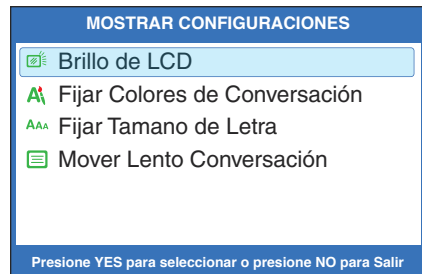 MOSTRAR CONFIGURACIONES
Brillo de LCD
Fijar Colores de Conversación
Fijar Tamano de Letra
Mover Lento Conversación
Presione YES para seleccionar o presione NO para Salir